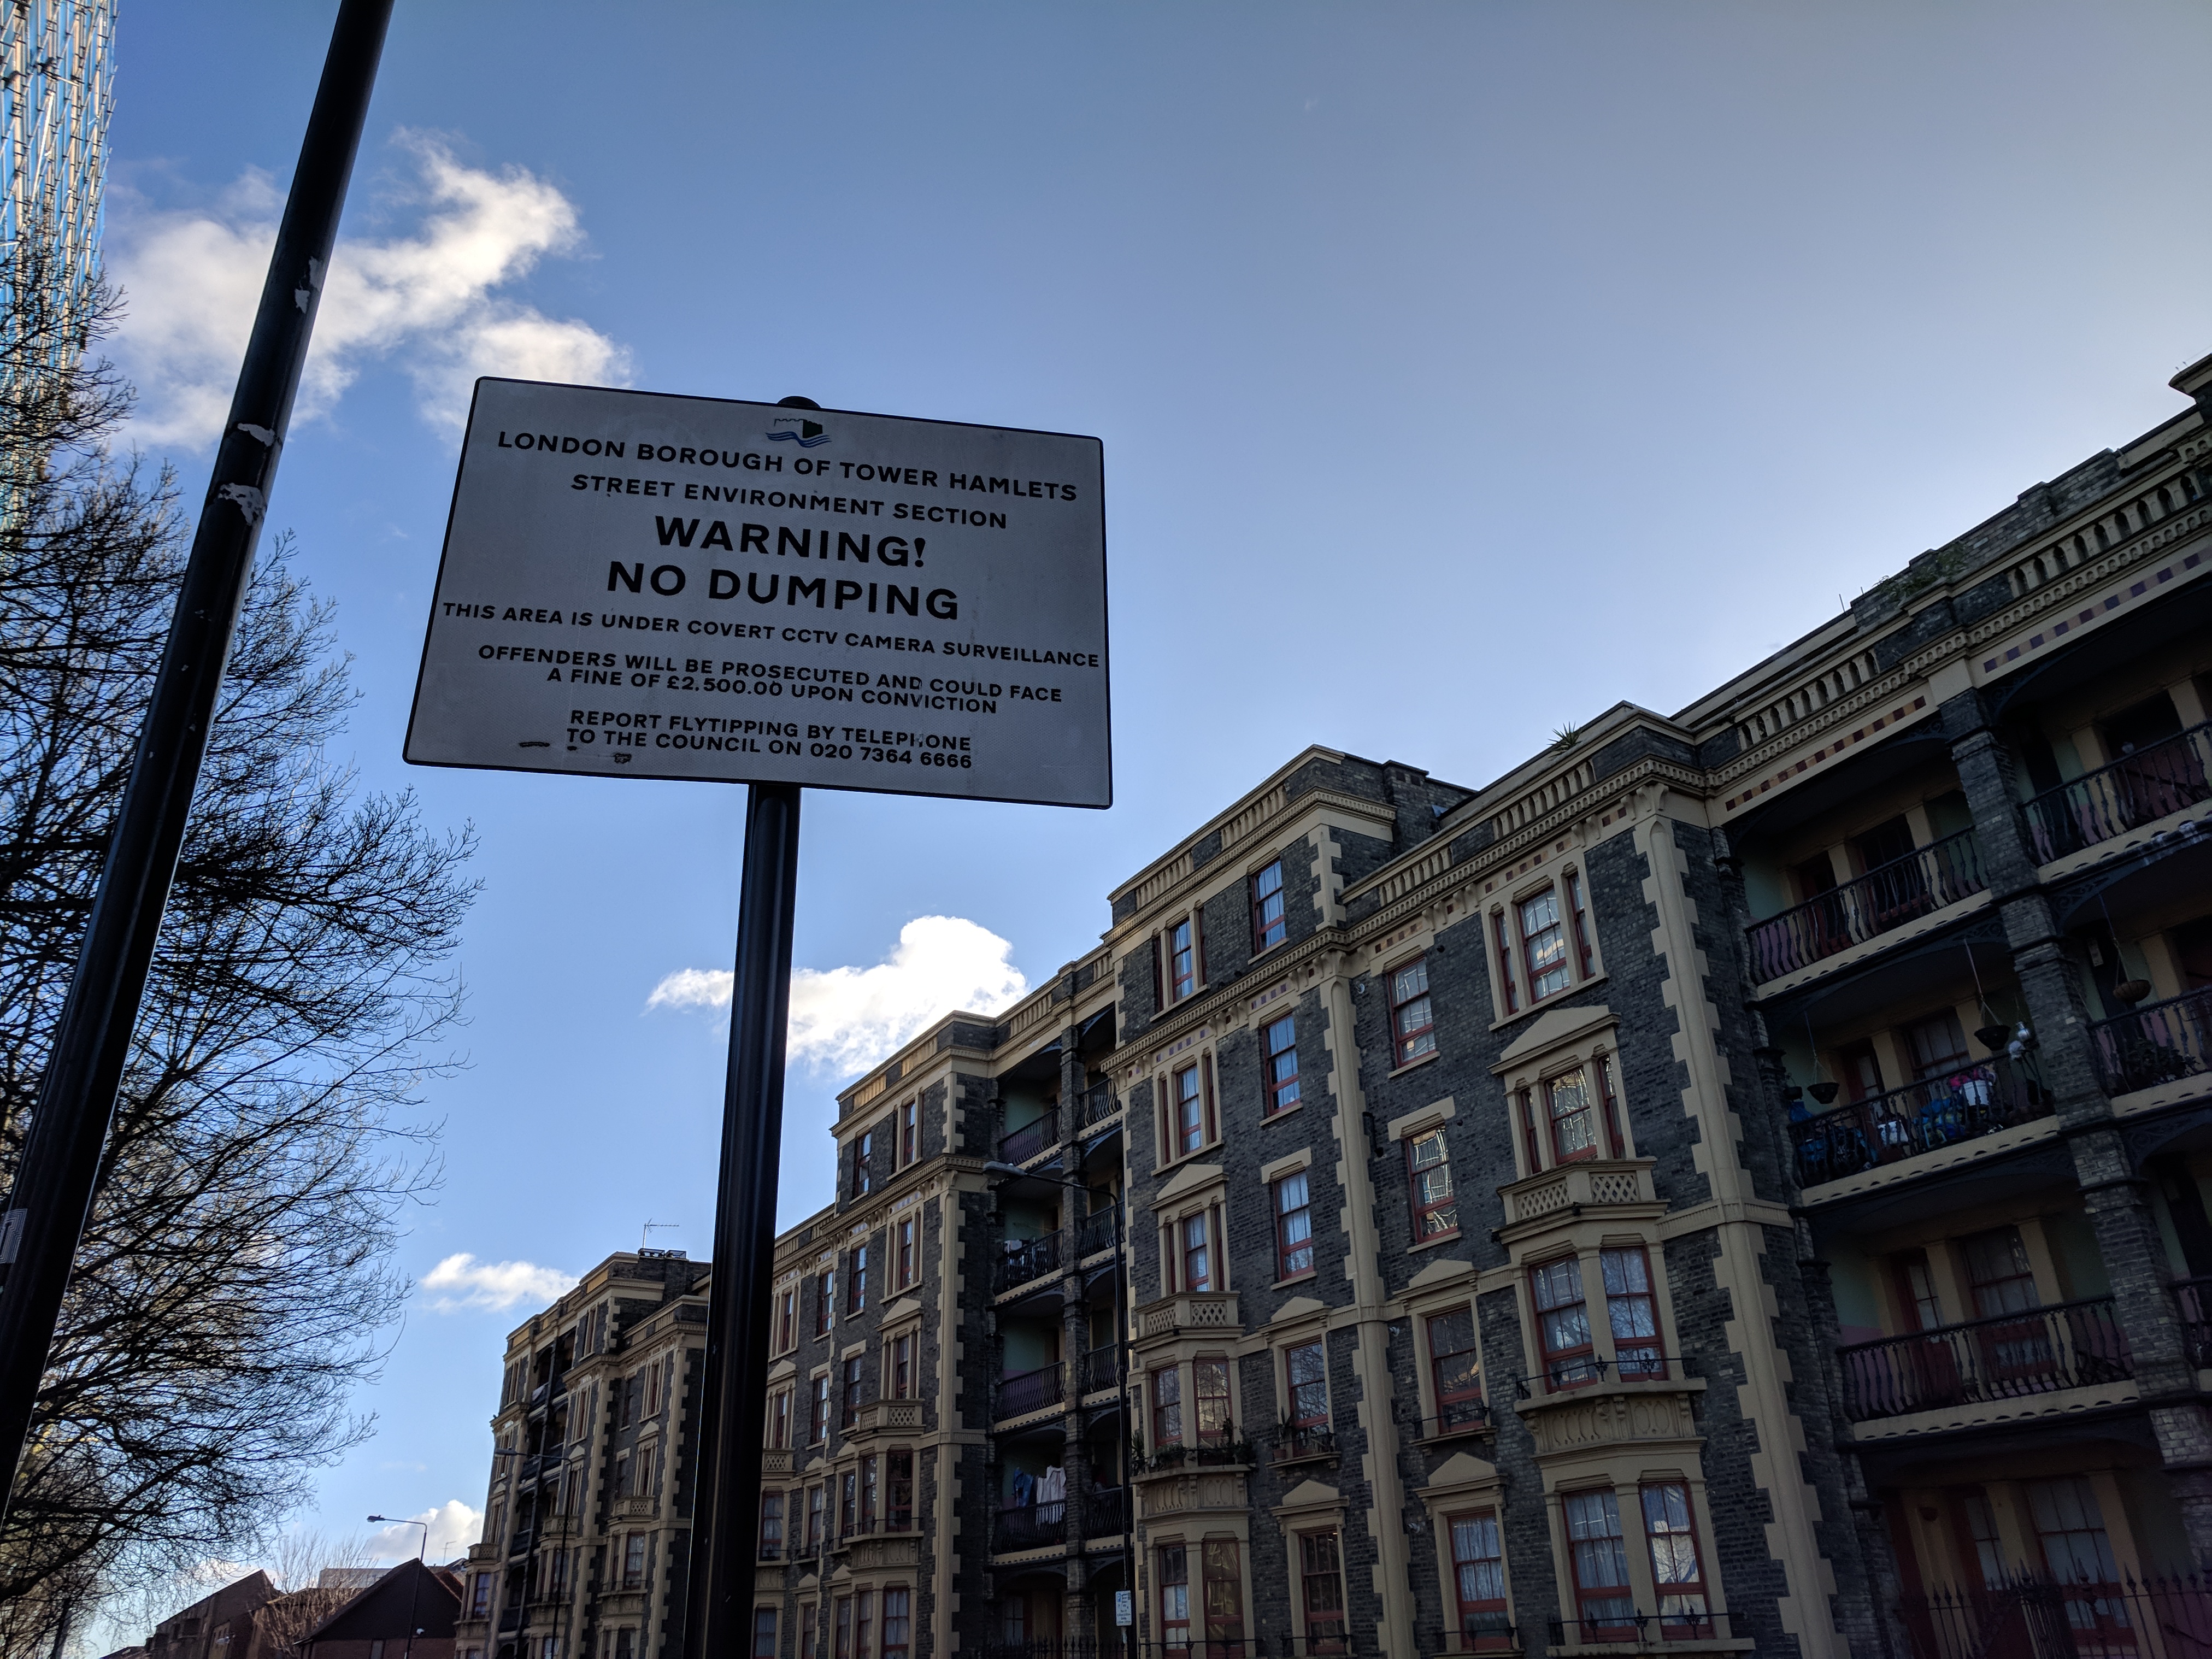 LONDON BOROUGH OF TOWER HAMLETS
STREET ENVIRONMENT SECTION
WARNING!
NO DUMPING
THIS AREA IS UNDER COVERT CCTV CAMERA SURVEILLANCE
OFFENDERS WILL BE PROSECUTED AND COULD FACE
A FINE OF £2,500.00 UPON CONVICTION
REPORT FLYTIPPING BY TELEPHONE
TO THE COUNCIL ON 020 7364 6666